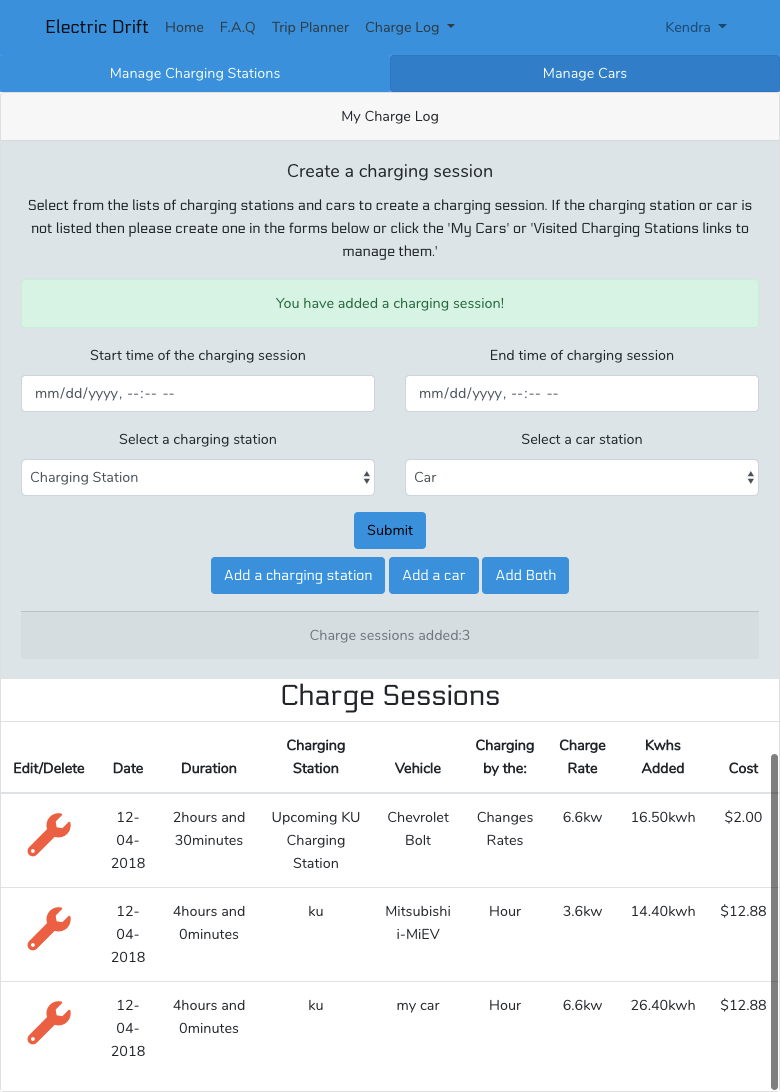 Electric Drift Home F.A.Q Trip Planner Charge Log Kendra
Manage Charging Stations Manage Cars
My Charge Log
Create a charging session
Select from the lists of charging stations and cars to create a charging session. If the charging station or car is
not listed then please create one in the forms below or click the 'My Cars' or 'Visited Charging Stations links to
manage them.'
You have added a charging session!
Start time of the charging session End time of charging session
mm/dd/yyyy, --:-- -- mm/dd/yyyy, --:-- --
Select a charging station Select a car station
Charging Station Car
Submit
Add a charging station Add a car Add Both
Charge sessions added:3
Charge Sessions
Charging Charging Charge Kwhs
Edit/Delete Date Duration Station Vehicle by the: Rate Added Cost
12- 2hours and Upcoming KU Chevrolet Changes 6.6kw 16.50kwh $2.00
04- 30minutes Charging Bolt Rates
2018 Station
12- 4hours and ku Mitsubishi Hour 3.6kw 14.40kwh $12.88
04- 0minutes i-MiEV
2018
12- 4hours and ku my car Hour 6.6kw 26.40kwh $12.88
04- 0minutes
2018